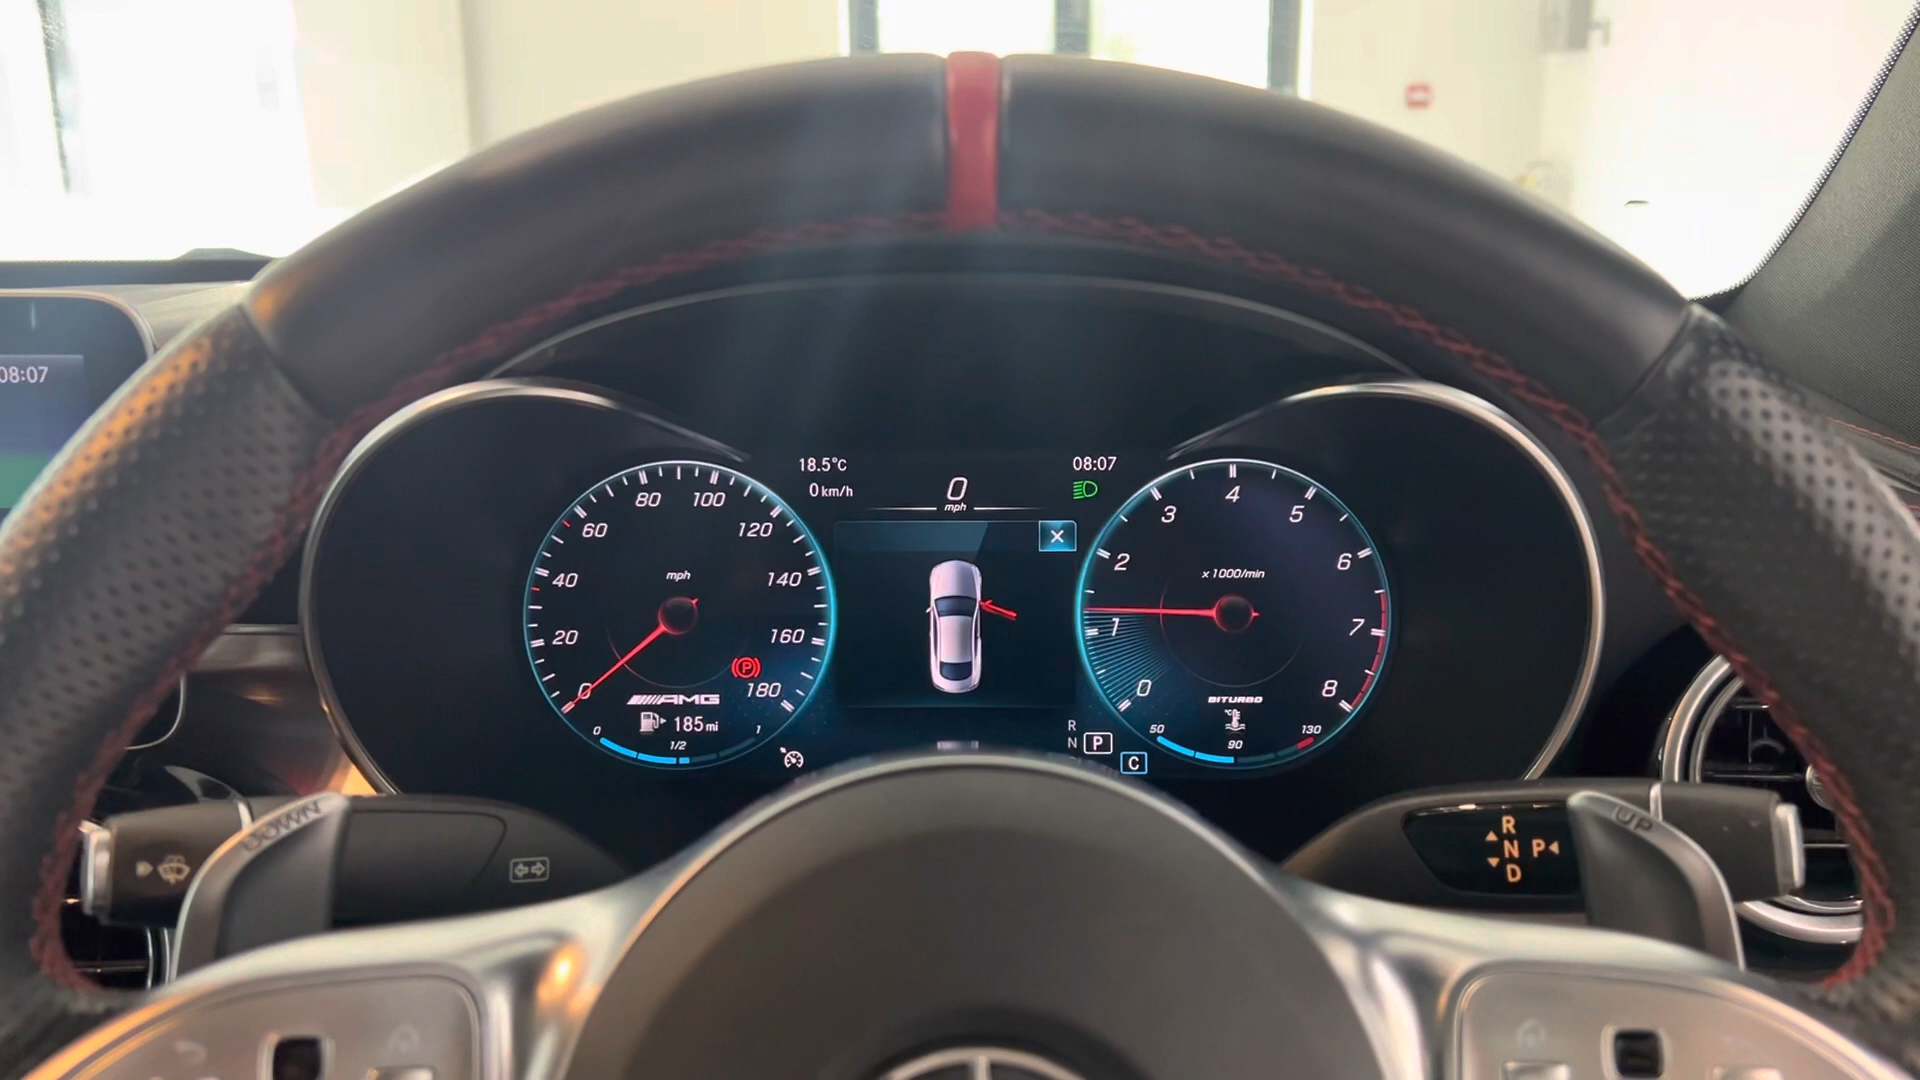 08:07
18.5°C
0 km/h
0
mph
08:07
80 100
60 120
40 140
20 160
0 180
mph
AMG
185 mi
0 1/2 1
3 4 5
2 6
1 7
0 8
x 1000/min
BITURBO
°C
50 90 130
R
N P
C
DOWN
UP
R
N P
D